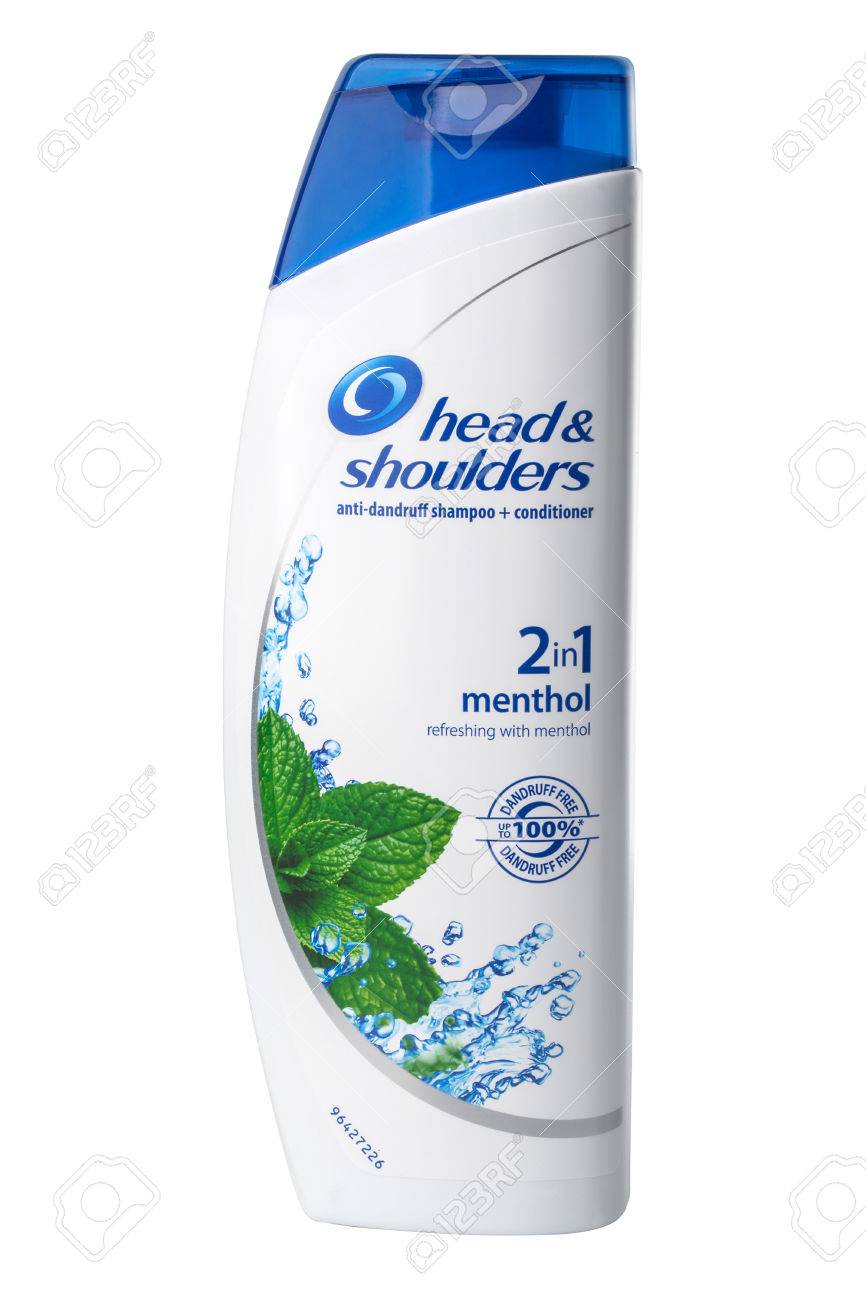 head &
shoulders
anti-dandruff shampoo + conditioner
2in1
menthol
refreshing with menthol
DANDRUFF FREE
UP TO 100%*
DANDRUFF FREE
96427226
123RF